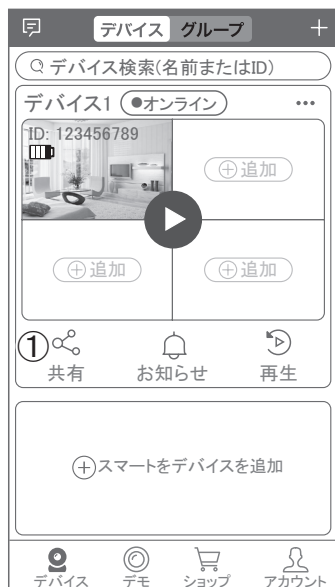 デバイス グループ
デバイス検索(名前またはID)
デバイス1 ●オンライン
ID: 123456789
追加
追加 追加
① 共有 お知らせ 再生
スマートをデバイスを追加
デバイス デモ ショップ アカウント